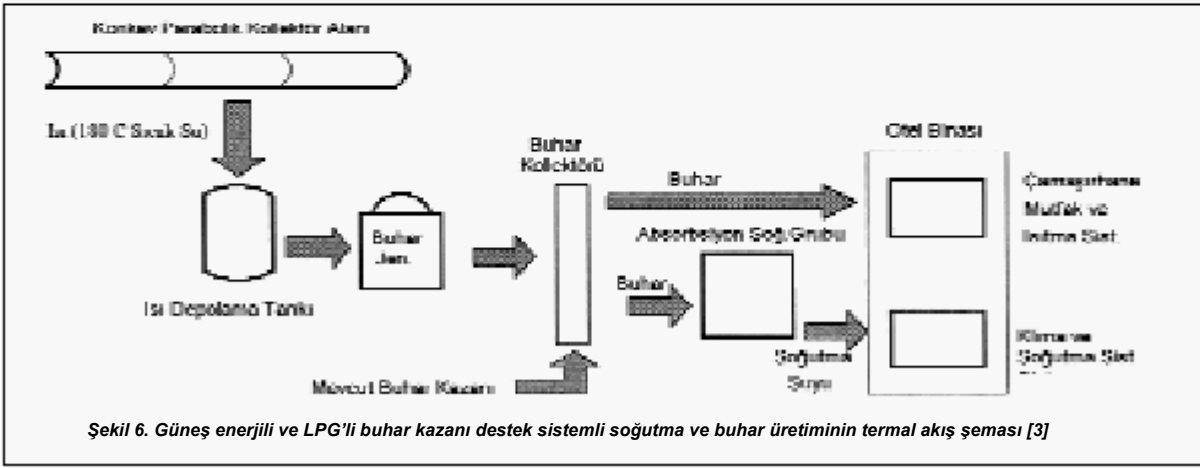 Konkav Parabolik Kollektör Alanı
Isı (180 C Sıcak Su)
Isı Depolama Tankı
Buhar
Jen.
Buhar
Kollektörü
Mevcut Buhar Kazanı
Buhar
Absorbsiyon Soğ.Grubu
Buhar
Soğutma
Suyu
Otel Binası
Çamaşırhane
Mutfak ve
Isıtma Sist.
Klima ve
Soğutma Sist
Şekil 6. Güneş enerjili ve LPG’li buhar kazanı destek sistemli soğutma ve buhar üretiminin termal akış şeması [3]